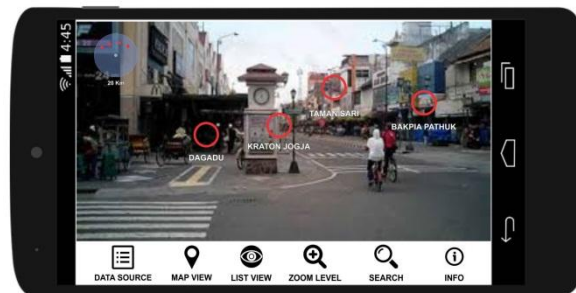 4:45
20 Km
TAMAN SARI
BAKPIA PATHUK
KRATON JOGJA
DAGADU
DATA SOURCE
MAP VIEW
LIST VIEW
ZOOM LEVEL
SEARCH
INFO